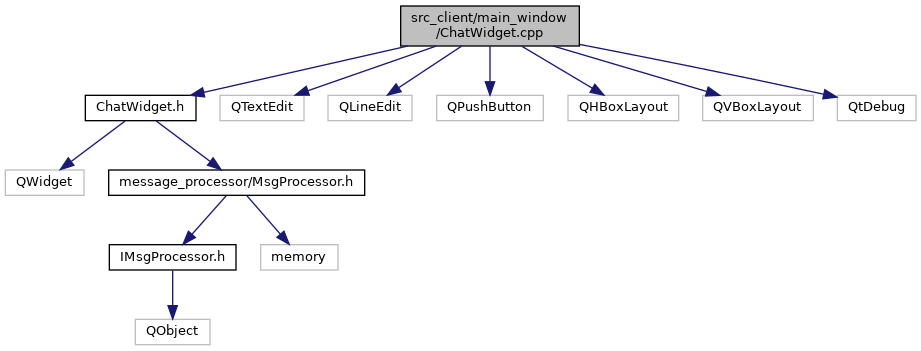 src_client/main_window
/ChatWidget.cpp
ChatWidget.h
QTextEdit
QLineEdit
QPushButton
QHBoxLayout
QVBoxLayout
QtDebug
QWidget
message_processor/MsgProcessor.h
IMsgProcessor.h
memory
QObject